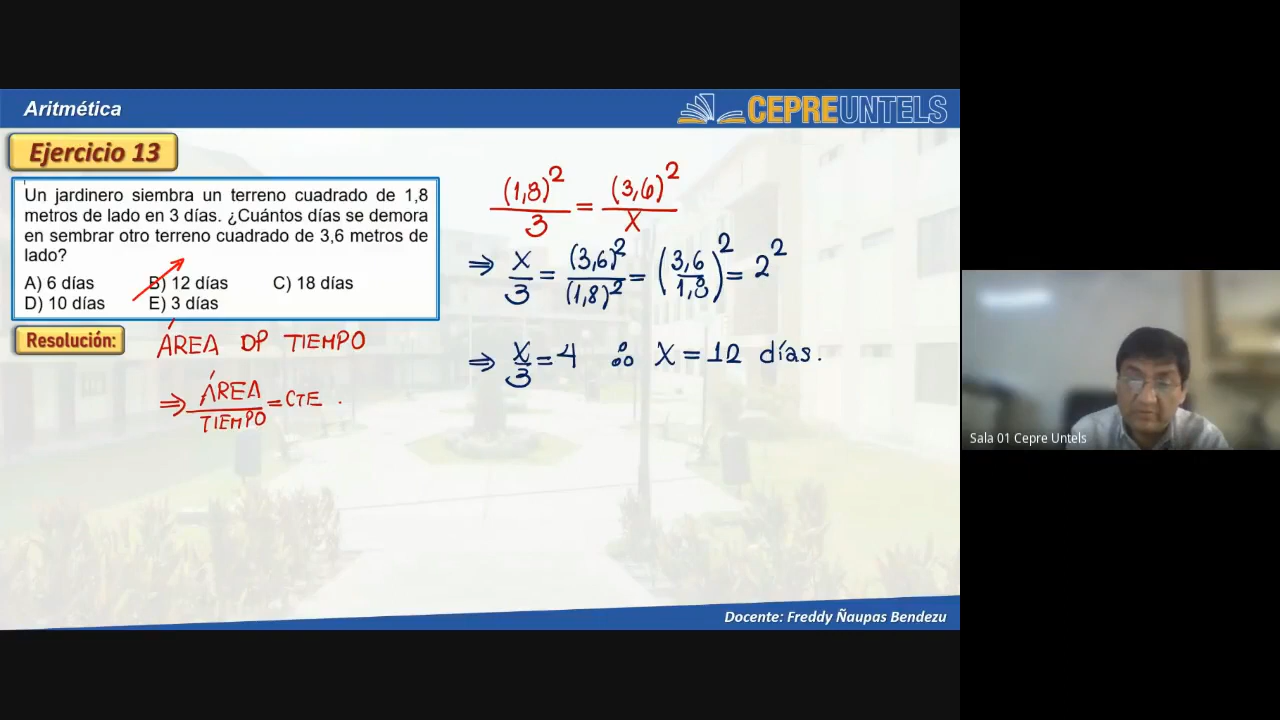 Aritmética
CEPREUNTELS
Ejercicio 13
Un jardinero siembra un terreno cuadrado de 1,8
metros de lado en 3 días. ¿Cuántos días se demora
en sembrar otro terreno cuadrado de 3,6 metros de
lado?
A) 6 días B) 12 días C) 18 días
D) 10 días E) 3 días
Resolución:
ÁREA DP TIEMPO
⇒ ÁREA/TIEMPO = CTE.
(1,8)²/3 = (3,6)²/X
⇒ X/3 = (3,6)²/(1,8)² = (3,6/1,8)² = 2²
⇒ X/3 = 4 ∴ X = 12 días.
Sala 01 Cepre Untels
Docente: Freddy Ñaupas Bendezu